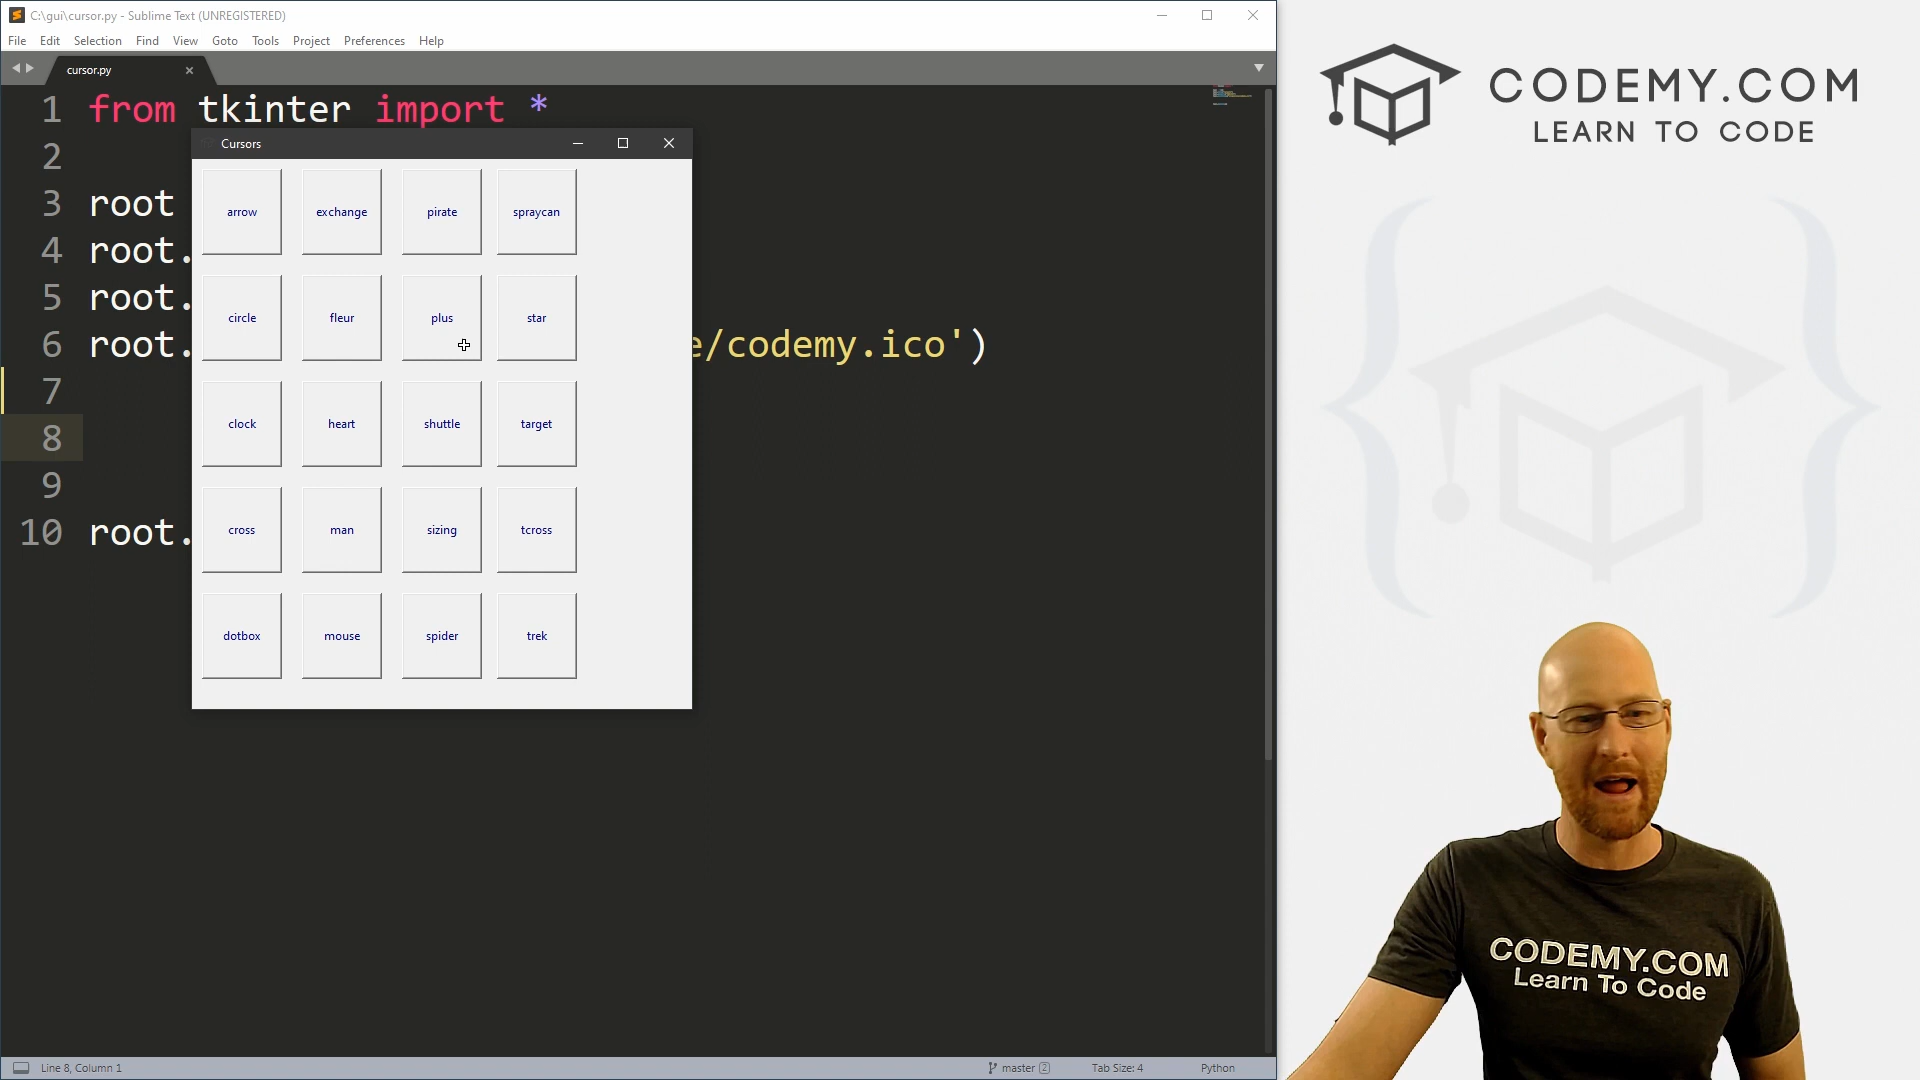 C:\gui\cursor.py - Sublime Text (UNREGISTERED)
File Edit Selection Find View Goto Tools Project Preferences Help
cursor.py
1 from tkinter import *
2
Cursors
3 root
4 root.
5 root.
6 root. e/codemy.ico')
7
8
9
10 root.
arrow exchange pirate spraycan
circle fleur plus star
clock heart shuttle target
cross man sizing tcross
dotbox mouse spider trek
Line 8, Column 1 master 2 Tab Size: 4 Python
CODEMY.COM
LEARN TO CODE
CODEMY.COM
Learn To Code